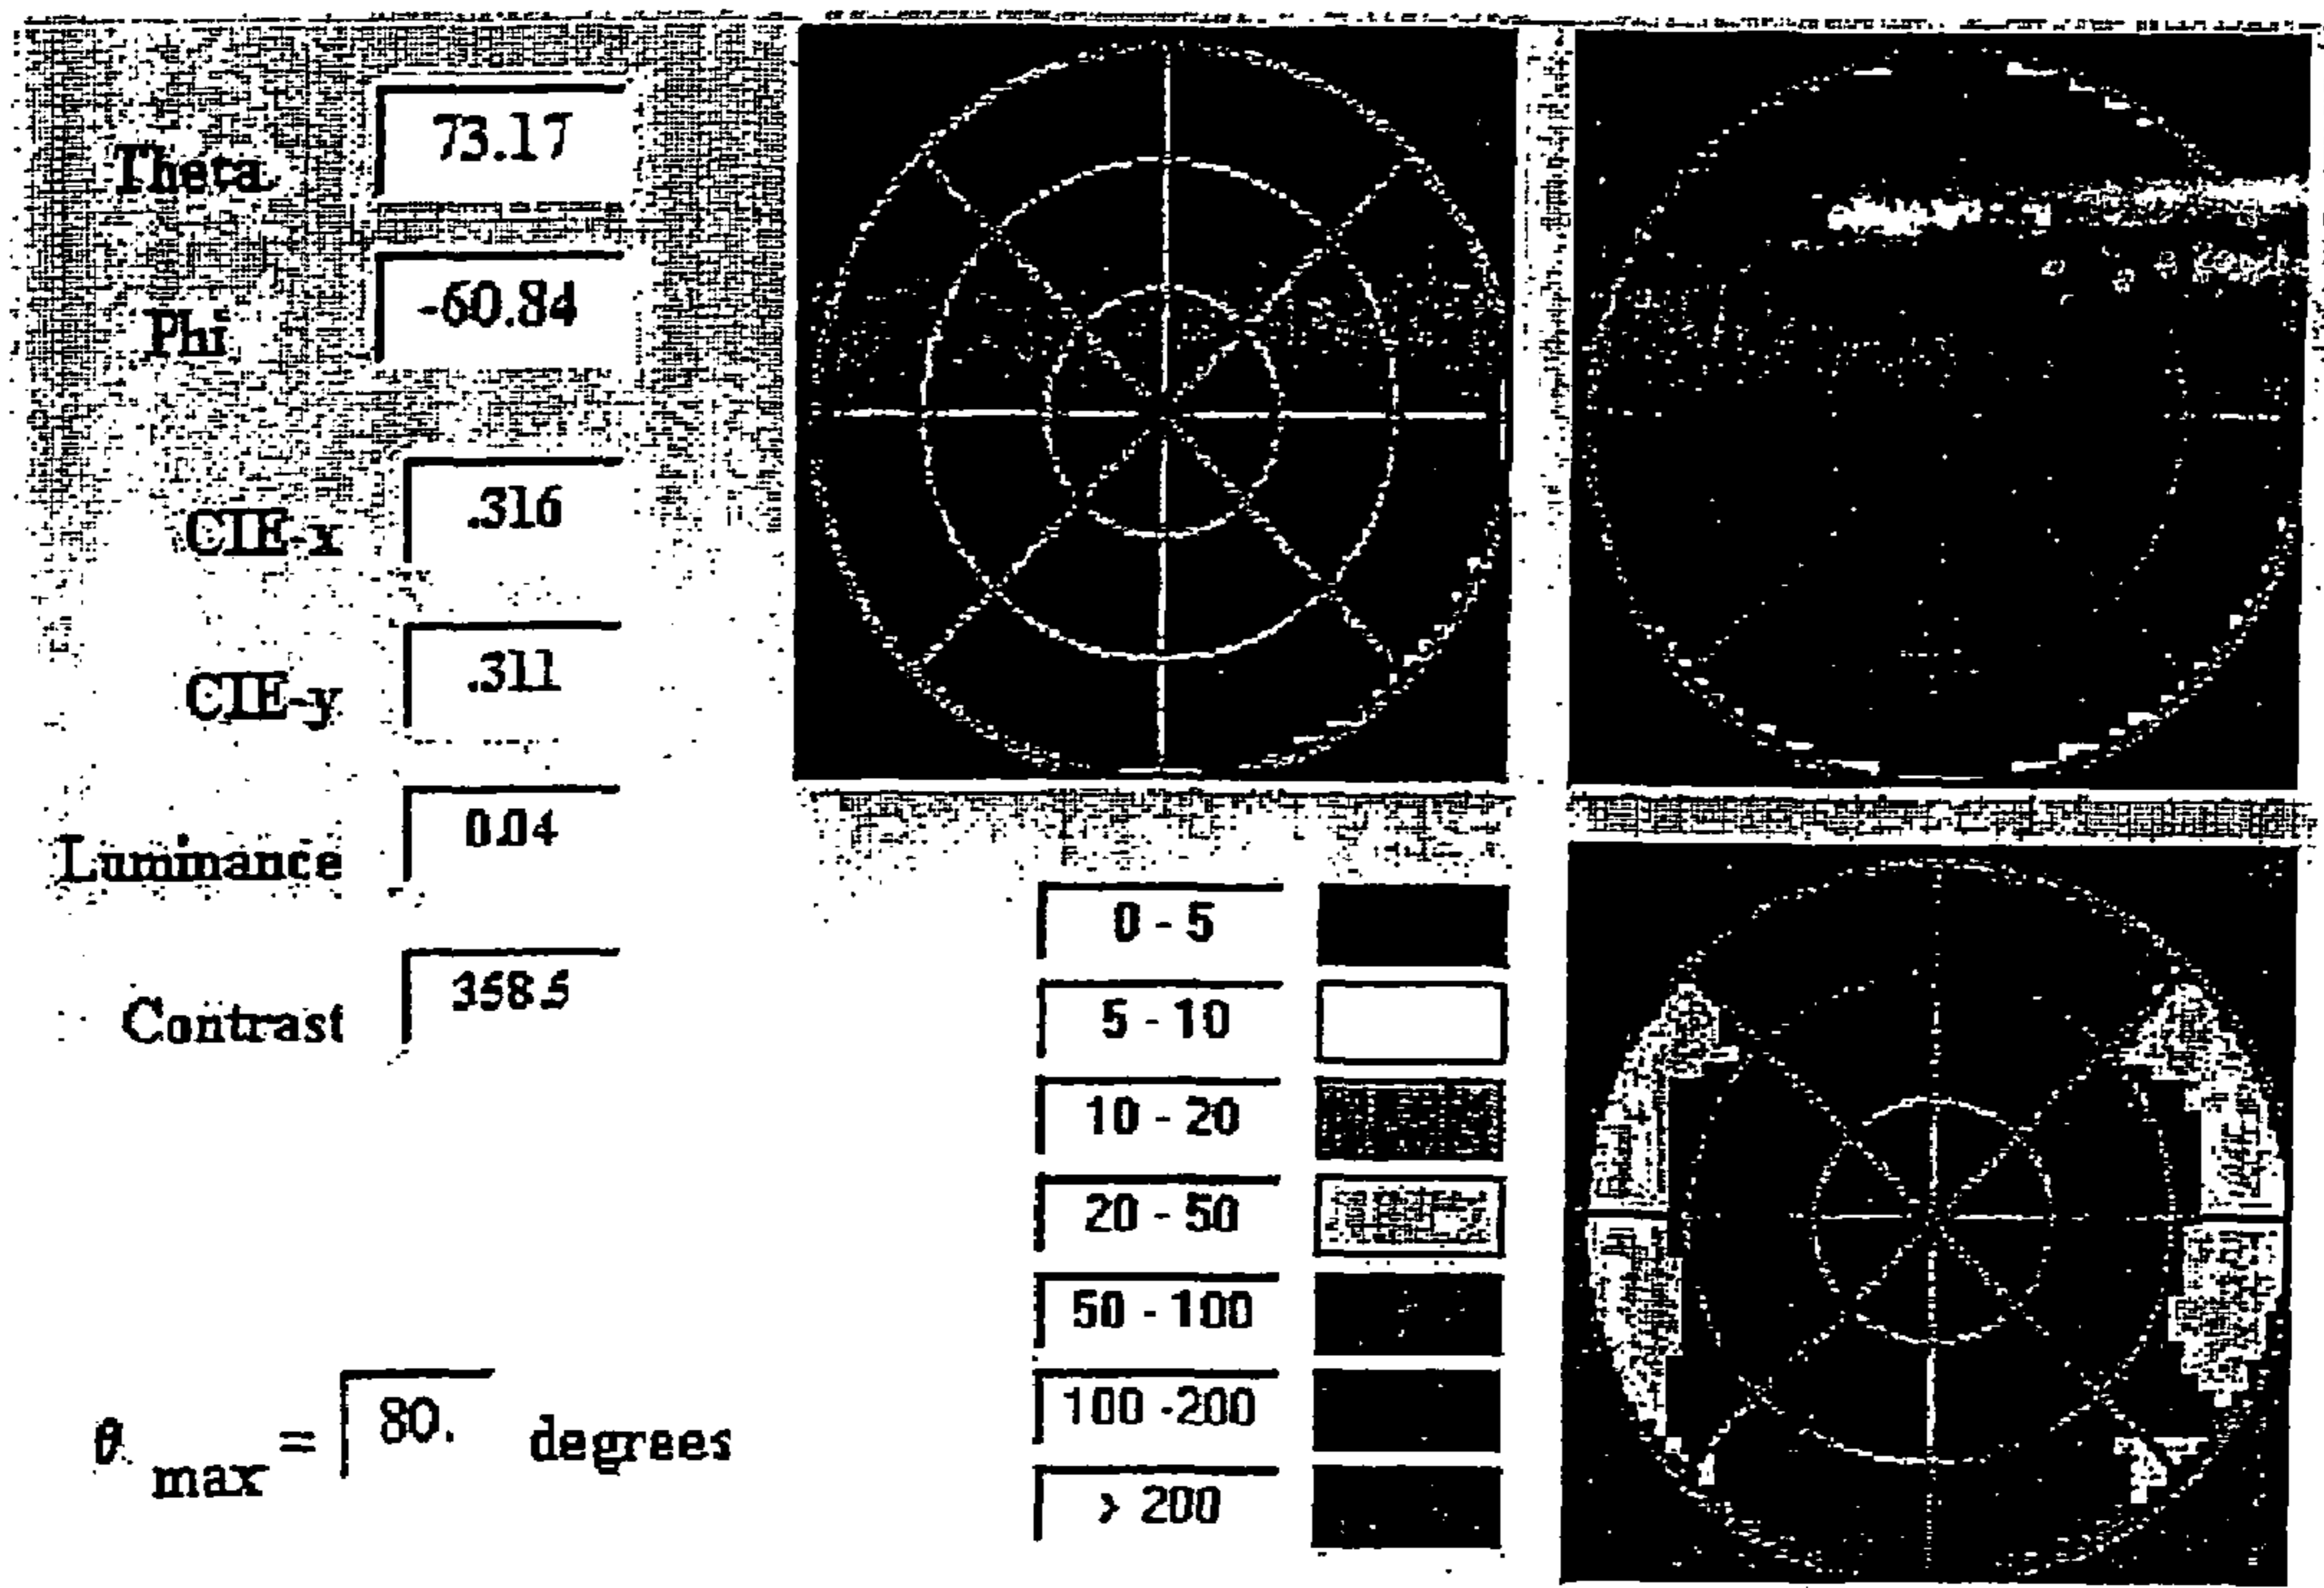 Theta 73.17
Phi -60.84
CIE-x .316
CIE-y .311
Luminance 0.04
Contrast 358.5
θ max = 80. degrees
0 - 5
5 - 10
10 - 20
20 - 50
50 - 100
100 -200
> 200